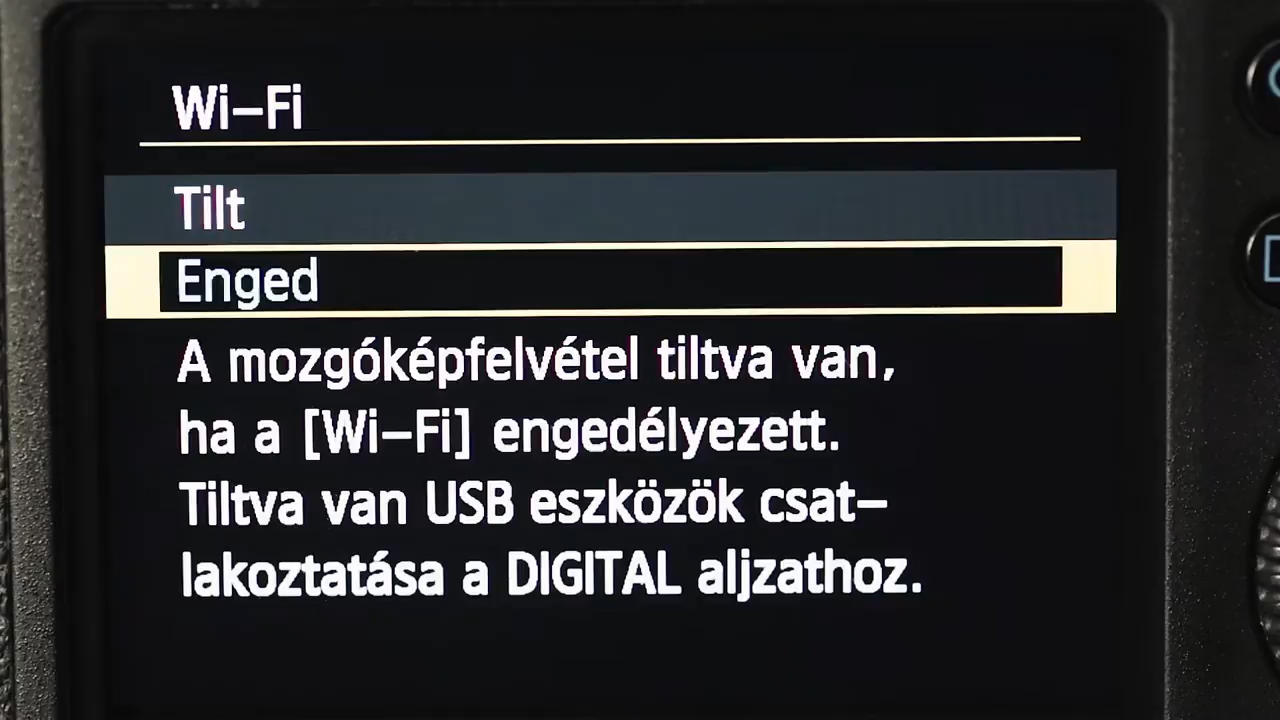 Wi-Fi
Tilt
Enged
A mozgóképfelvétel tiltva van,
ha a [Wi-Fi] engedélyezett.
Tiltva van USB eszközök csat-
lakoztatása a DIGITAL aljzathoz.